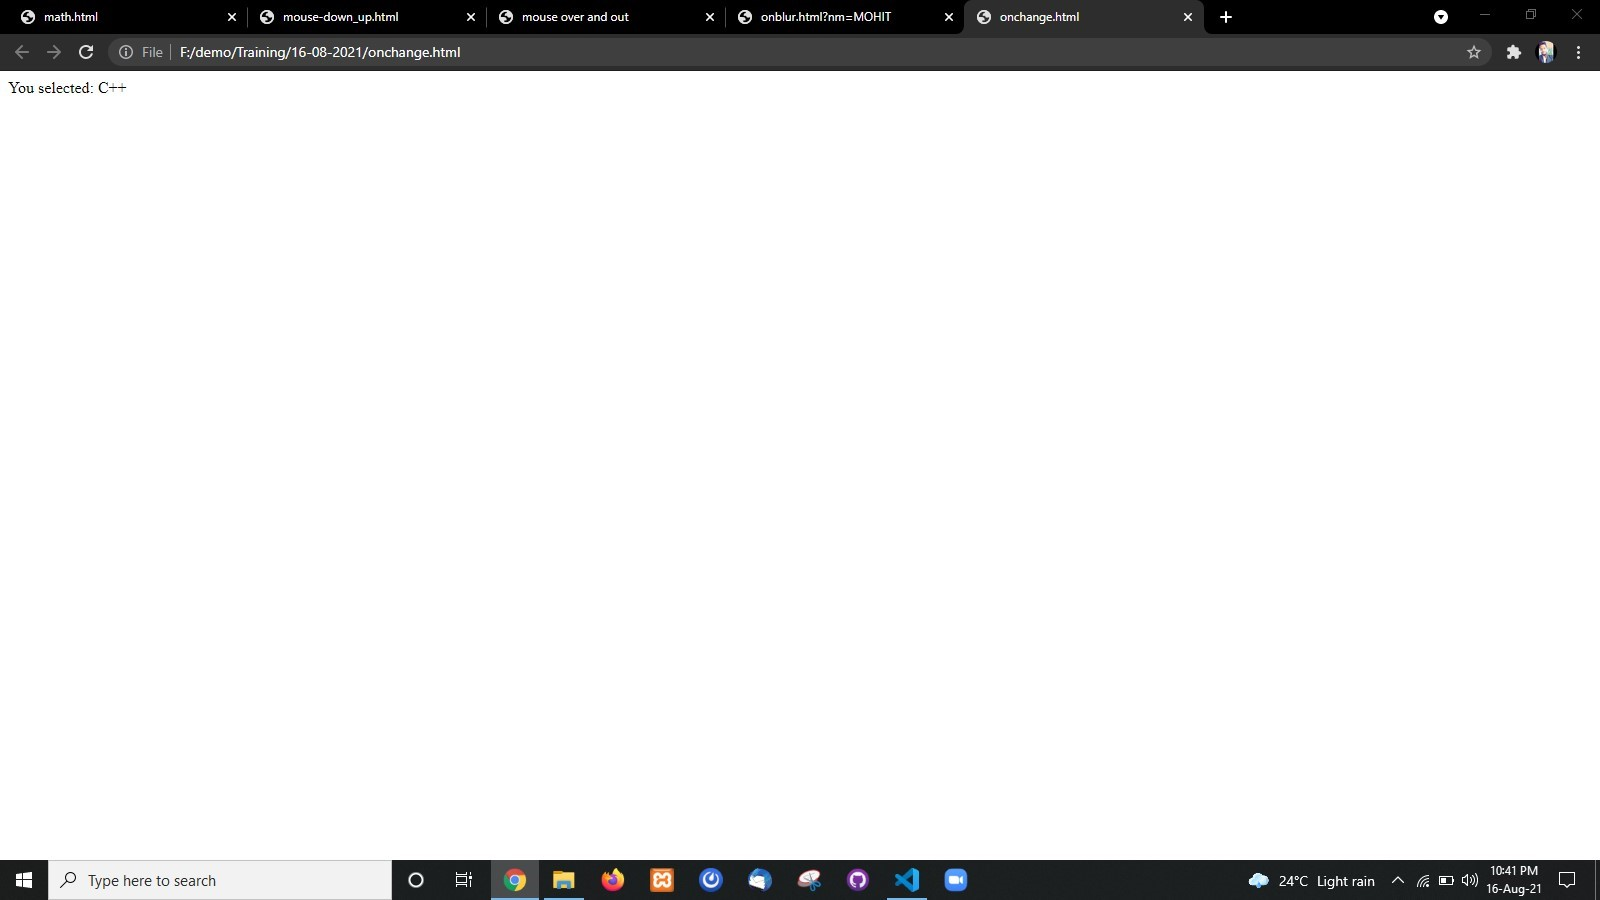 math.html
mouse-down_up.html
mouse over and out
onblur.html?nm=MOHIT
onchange.html
File
F:/demo/Training/16-08-2021/onchange.html
You selected: C++
Type here to search
24°C Light rain
10:41 PM
16-Aug-21